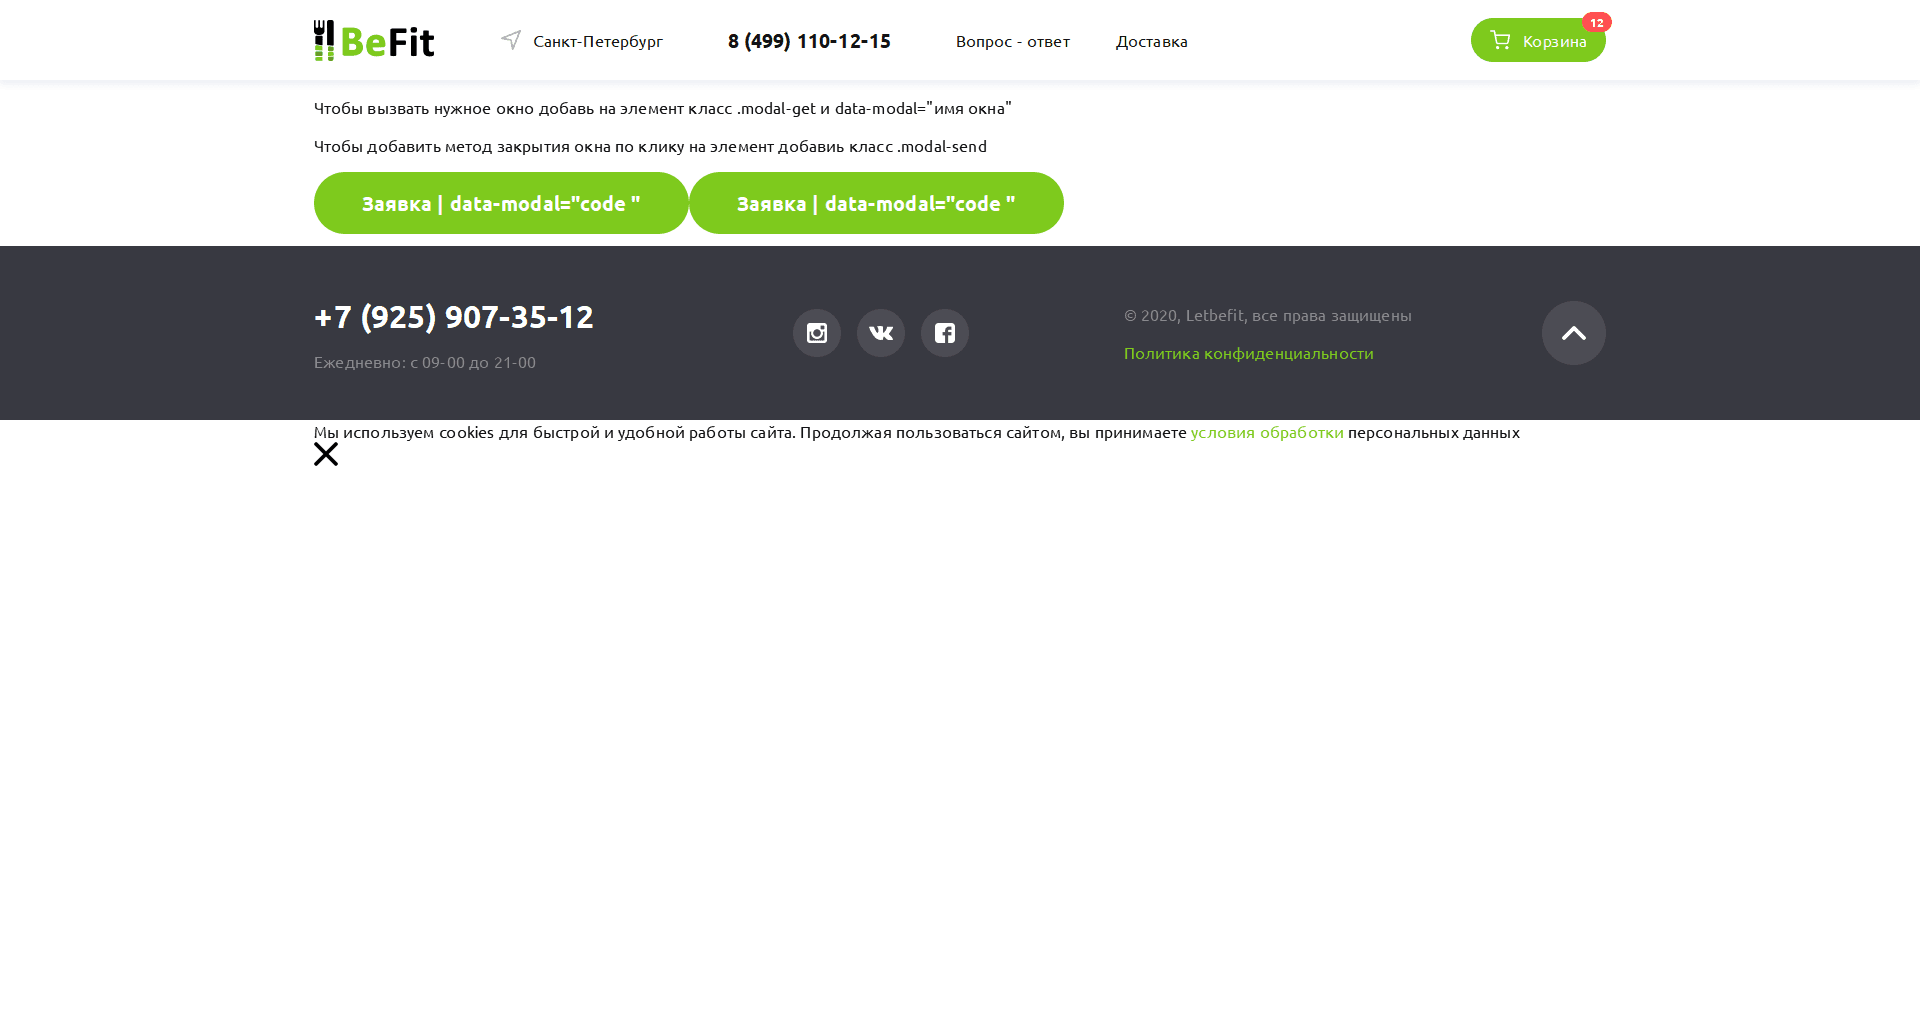 BeFit
Санкт-Петербург
8 (499) 110-12-15
Вопрос - ответ
Доставка
Корзина
12
Чтобы вызвать нужное окно добавь на элемент класс .modal-get и data-modal="имя окна"
Чтобы добавить метод закрытия окна по клику на элемент добавиь класс .modal-send
Заявка | data-modal="code "
Заявка | data-modal="code "
+7 (925) 907-35-12
Ежедневно: с 09-00 до 21-00
© 2020, Letbefit, все права защищены
Политика конфиденциальности
Мы используем cookies для быстрой и удобной работы сайта. Продолжая пользоваться сайтом, вы принимаете условия обработки персональных данных